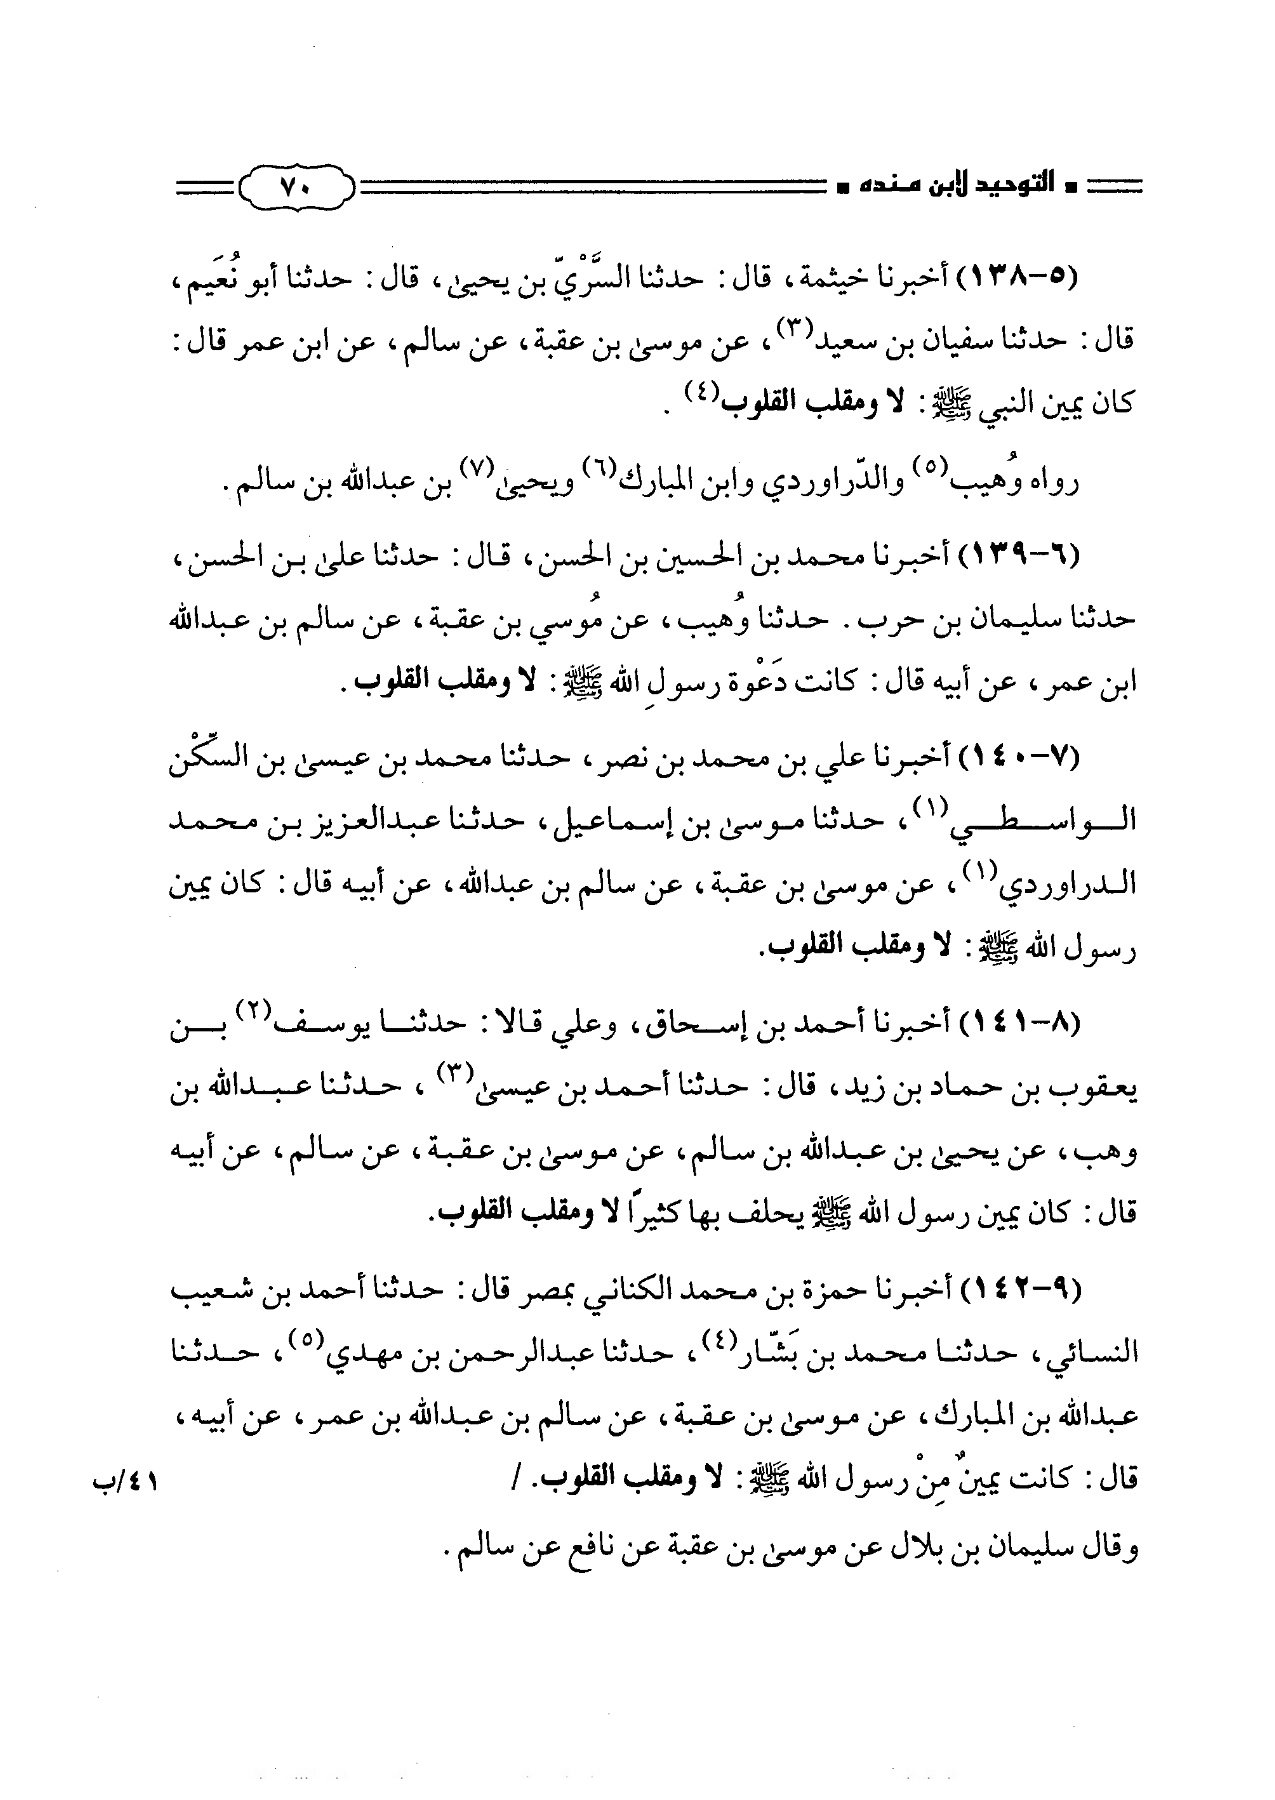 ■ التوحيد لابن منده ■ ٧٠
(٥-١٣٨) أخبرنا خيثمة، قال: حدثنا السَّرْيّ بن يحيىٰ، قال: حدثنا أبو نُعَيم،
قال: حدثنا سفيان بن سعيد(٣)، عن موسىٰ بن عقبة، عن سالم، عن ابن عمر قال:
كان يمين النبي ﷺ: لا ومقلب القلوب(٤).
رواه وُهيب(٥) والدّراوردي وابن المبارك(٦) ويحيىٰ(٧) بن عبدالله بن سالم.
(٦-١٣٩) أخبرنا محمد بن الحسين بن الحسن، قال: حدثنا علىٰ بن الحسن،
حدثنا سليمان بن حرب. حدثنا وُهيب، عن مُوسي بن عقبة، عن سالم بن عبدالله
ابن عمر، عن أبيه قال: كانت دَعْوة رسولِ الله ﷺ: لا ومقلب القلوب.
(٧-١٤٠) أخبرنا علي بن محمد بن نصر، حدثنا محمد بن عيسىٰ بن السكّْن
الواسطي(١)، حدثنا موسىٰ بن إسماعيل، حدثنا عبدالعزيز بن محمد
الدراوردي(١)، عن موسىٰ بن عقبة، عن سالم بن عبدالله، عن أبيه قال: كان يمين
رسول الله ﷺ: لا ومقلب القلوب.
(٨-١٤١) أخبرنا أحمد بن إسحاق، وعلي قالا: حدثنا يوسف(٢) بن
يعقوب بن حماد بن زيد، قال: حدثنا أحمد بن عيسىٰ(٣)، حدثنا عبدالله بن
وهب، عن يحيىٰ بن عبدالله بن سالم، عن موسىٰ بن عقبة، عن سالم، عن أبيه
قال: كان يمين رسول الله ﷺ يحلف بها كثيرًا لا ومقلب القلوب.
(٩-١٤٢) أخبرنا حمزة بن محمد الكناني بمصر قال: حدثنا أحمد بن شعيب
النسائي، حدثنا محمد بن بَشّار(٤)، حدثنا عبدالرحمن بن مهدي(٥)، حدثنا
عبدالله بن المبارك، عن موسىٰ بن عقبة، عن سالم بن عبدالله بن عمر، عن أبيه،
قال: كانت يمينٌ مِنْ رسول الله ﷺ: لا ومقلب القلوب. / ٤١/ب
وقال سليمان بن بلال عن موسىٰ بن عقبة عن نافع عن سالم.